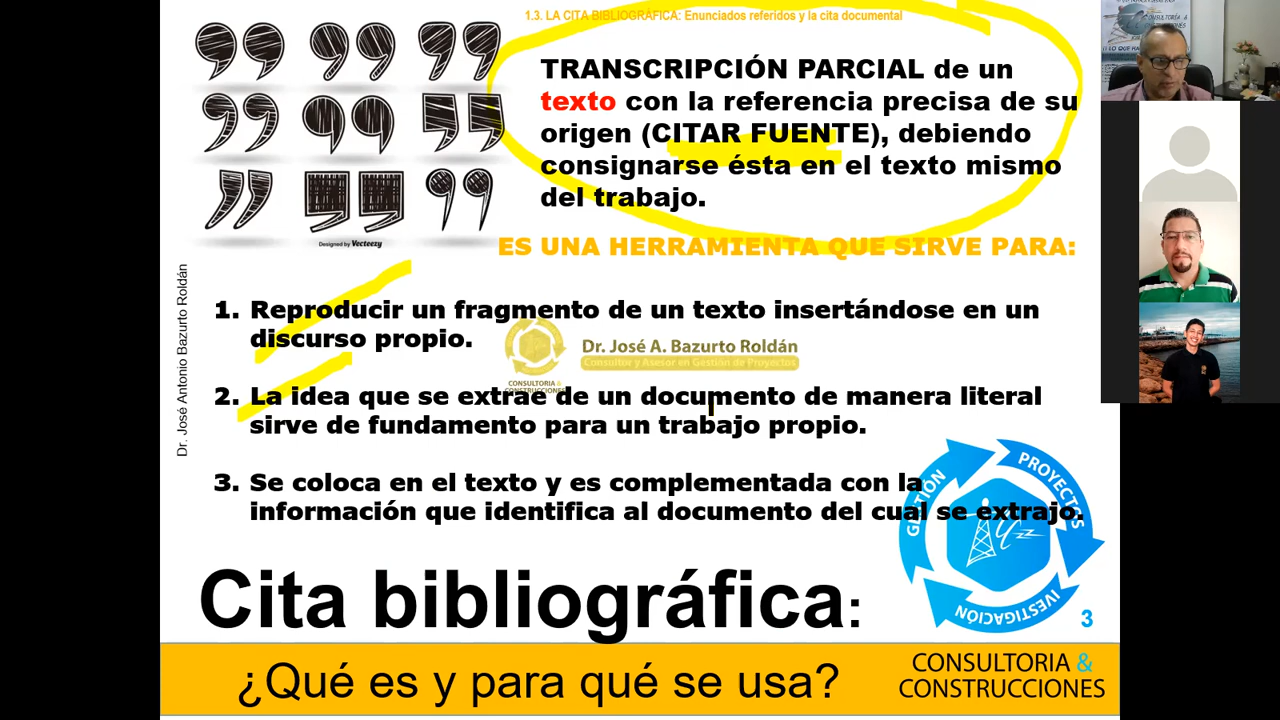 1.3. LA CITA BIBLIOGRÁFICA: Enunciados referidos y la cita documental
TRANSCRIPCIÓN PARCIAL de un
texto con la referencia precisa de su
origen (CITAR FUENTE), debiendo
consignarse ésta en el texto mismo
del trabajo.
Designed by Vecteezy
ES UNA HERRAMIENTA QUE SIRVE PARA:
Dr. José Antonio Bazurto Roldán
1. Reproducir un fragmento de un texto insertándose en un
discurso propio.
Dr. José A. Bazurto Roldán
Consultor y Asesor en Gestión de Proyectos
CONSULTORIA &
CONSTRUCCIONES
2. La idea que se extrae de un documento de manera literal
sirve de fundamento para un trabajo propio.
3. Se coloca en el texto y es complementada con la
información que identifica al documento del cual se extrajo.
GESTIÓN
PROYECTOS
IVESTIGACIÓN
Cita bibliográfica:
3
¿Qué es y para qué se usa?
CONSULTORIA &
CONSTRUCCIONES